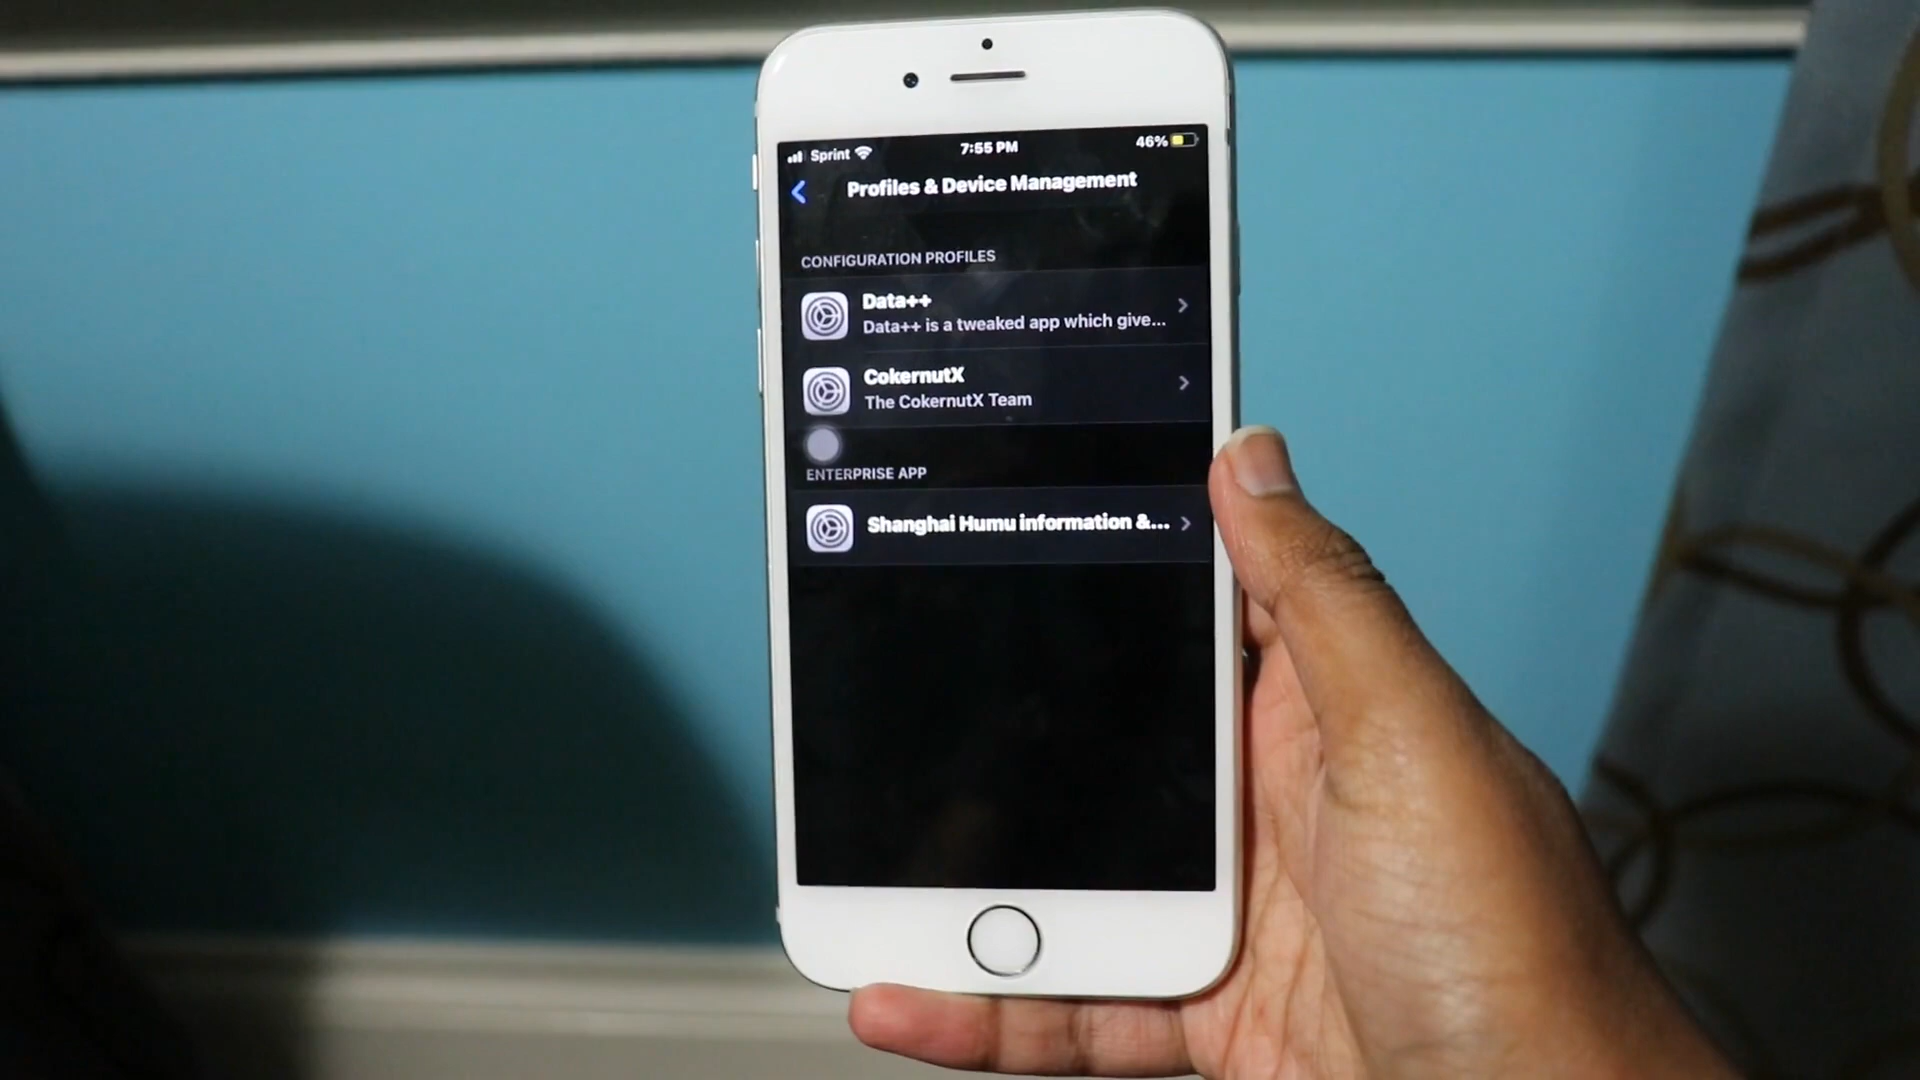 Sprint 7:55 PM 46%
Profiles & Device Management
CONFIGURATION PROFILES
Data++
Data++ is a tweaked app which give...
CokernutX
The CokernutX Team
ENTERPRISE APP
Shanghai Humu information &...